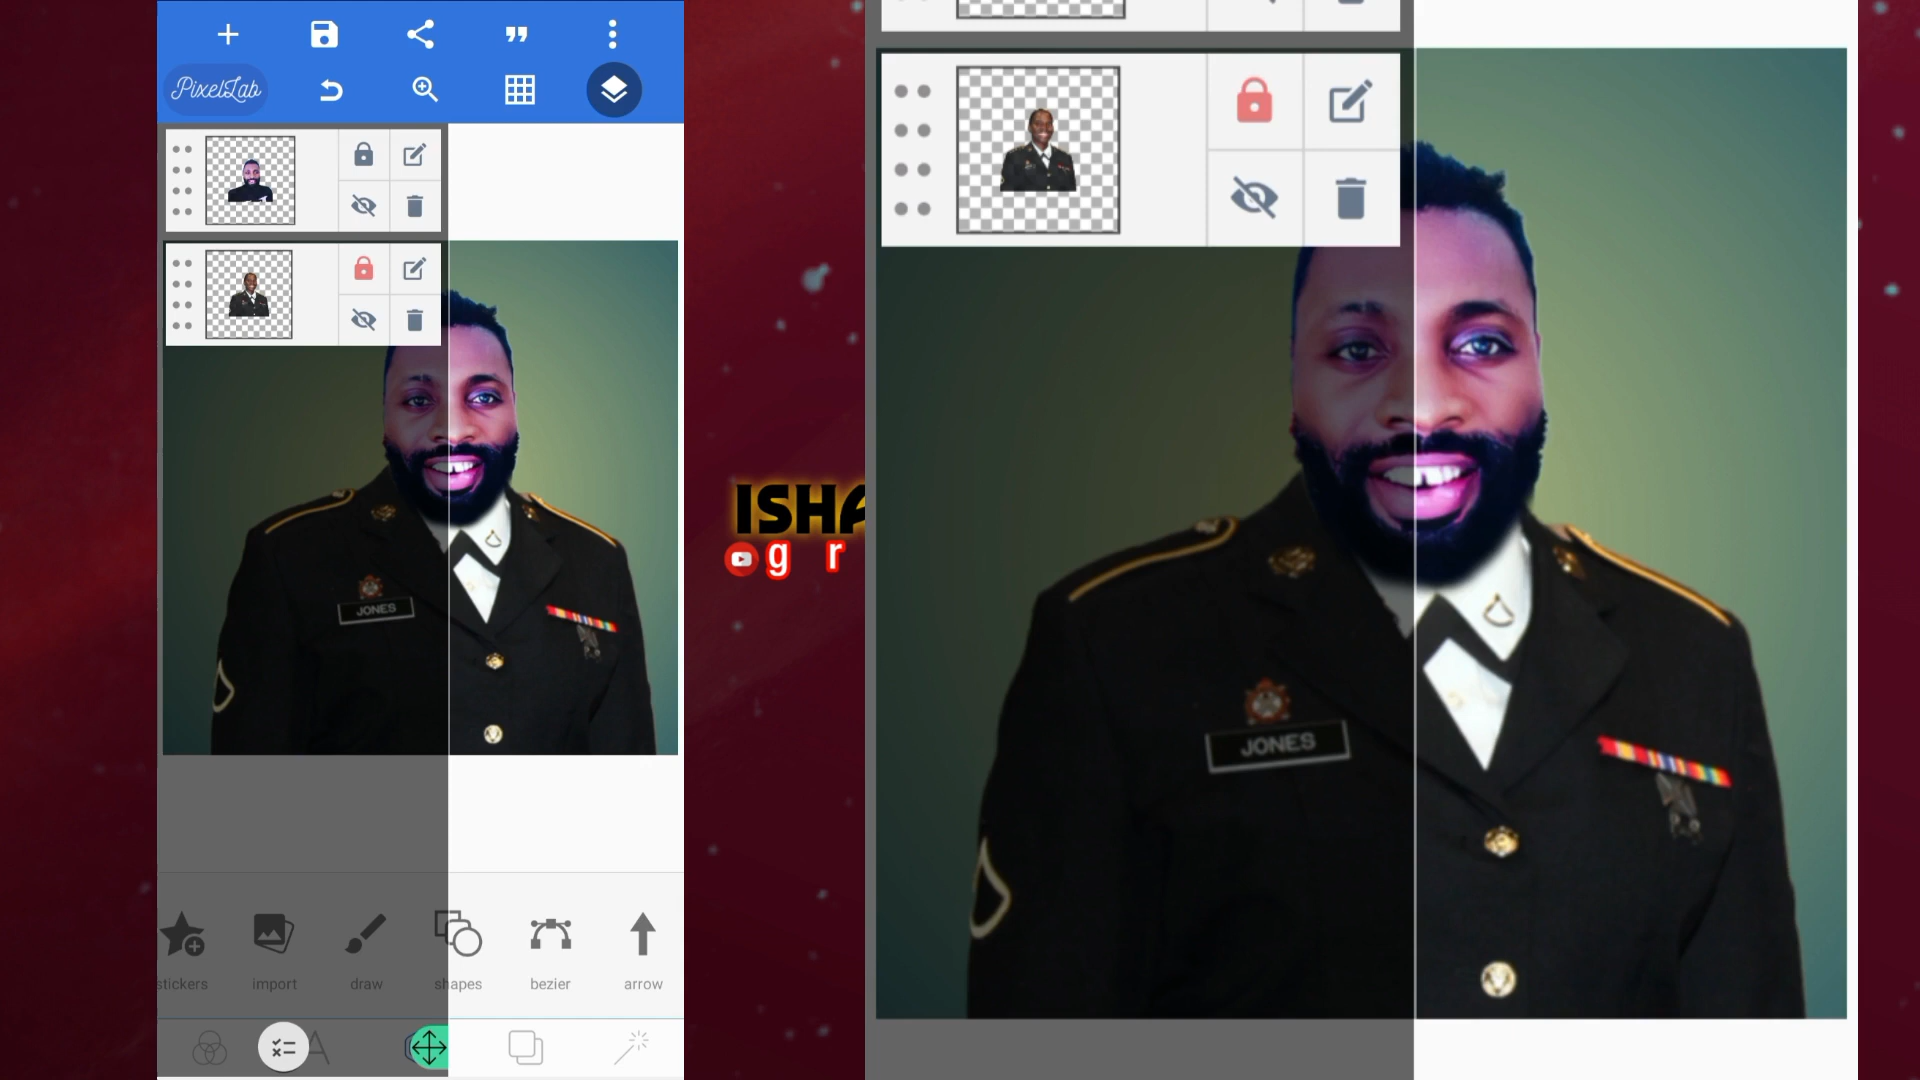 PixelLab
JONES
stickers
import
draw
shapes
bezier
arrow
ISHA
g r
JONES